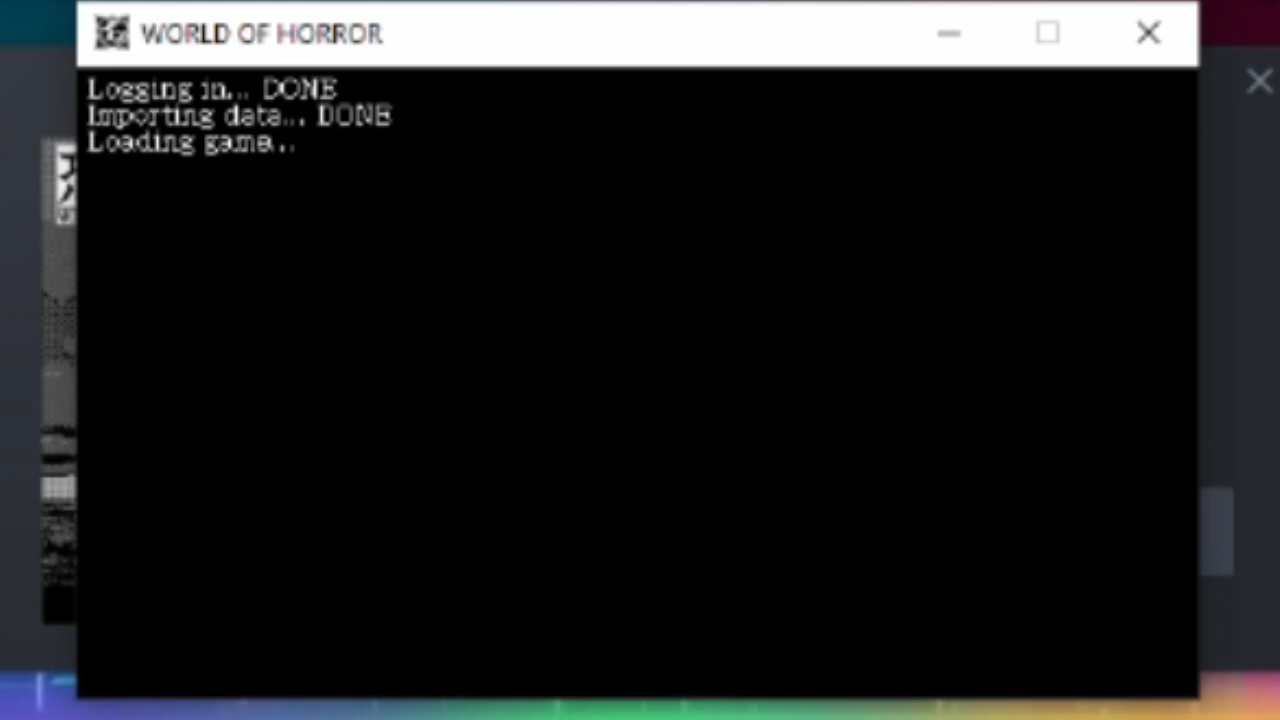 WORLD OF HORROR
Logging in... DONE
Importing data... DONE
Loading game...